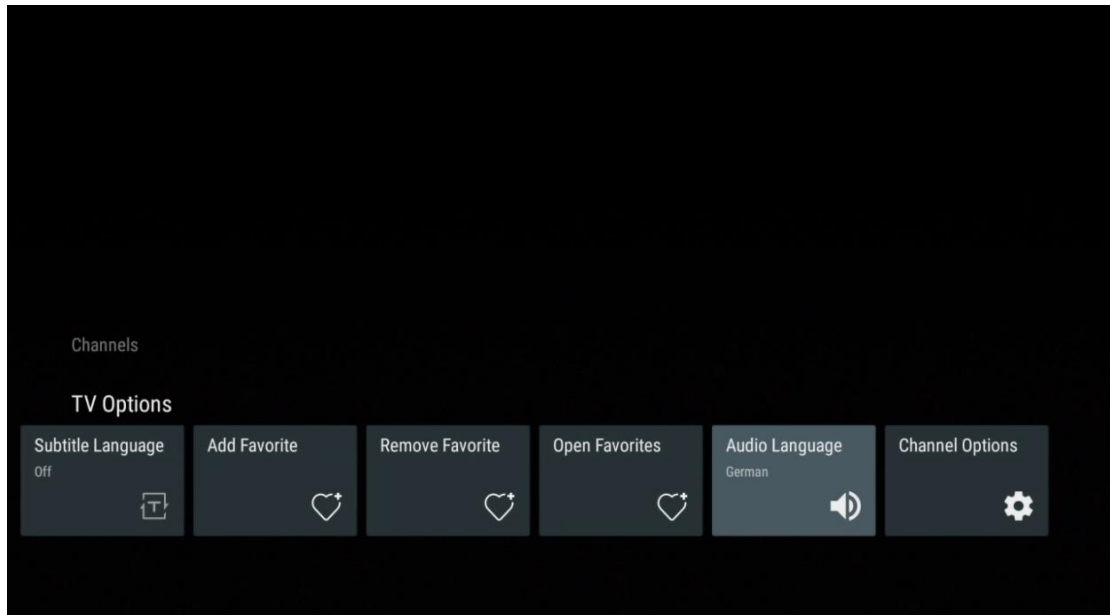 Channels
TV Options
Subtitle Language
Off
Add Favorite
Remove Favorite
Open Favorites
Audio Language
German
Channel Options